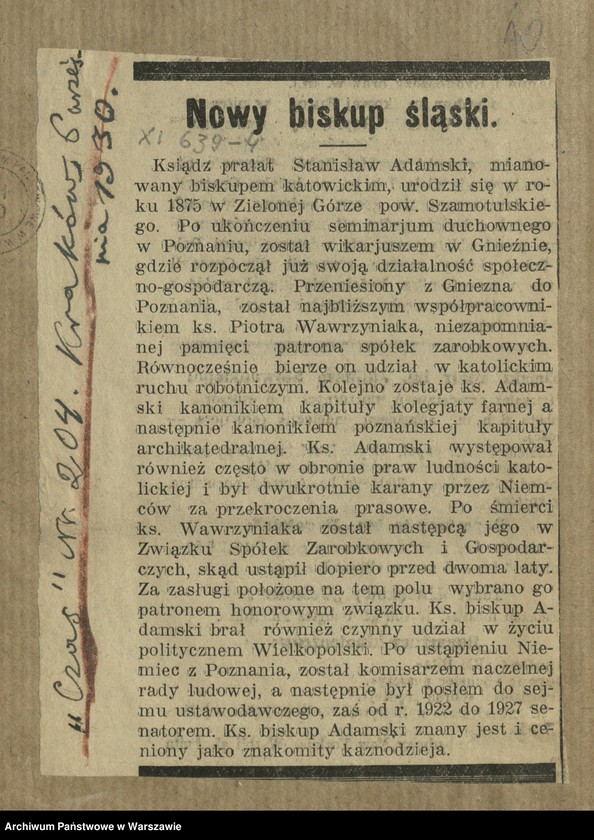 Nowy biskup śląski.
XI 639-4
Ksiądz prałat Stanisław Adamski, miano-
wany biskupem katowickim, urodził się w ro-
ku 1875 w Zielonej Górze pow. Szamotulskie-
go. Po ukończeniu seminarjum duchownego
w Poznaniu, został wikarjuszem w Gnieźnie,
gdzie rozpoczął już swoją działalność społecz-
no-gospodarczą. Przeniesiony z Gniezna do
Poznania, został najbliższym współpracowni-
kiem ks. Piotra Wawrzyniaka, niezapomnia-
nej pamięci patrona spółek zarobkowych.
Równocześnie bierze on udział w katolickim
ruchu robotniczym. Kolejno zostaje ks. Adam-
ski kanonikiem kapituły kolegjaty farnej a
następnie kanonikiem poznańskiej kapituły
archikatedralnej. Ks. Adamski występował
również często w obronie praw ludności kato-
lickiej i był dwukrotnie karany przez Niem-
ców za przekroczenia prasowe. Po śmierci
ks. Wawrzyniaka został następcą jego w
Związku Spółek Zarobkowych i Gospodar-
czych, skąd ustąpił dopiero przed dwoma laty.
Za zasługi położone na tem polu wybrano go
patronem honorowym związku. Ks. biskup A-
damski brał również czynny udział w życiu
politycznem Wielkopolski. Po ustąpieniu Nie-
miec z Poznania, został komisarzem naczelnej
rady ludowej, a następnie był posłem do sej-
mu ustawodawczego, zaś od r. 1922 do 1927 se-
natorem. Ks. biskup Adamski znany jest i ce-
niony jako znakomity kaznodzieja.
"Czas" Nr. 204. Kraków, 6 wrześ-
nia 1930.
Archiwum Państwowe w Warszawie